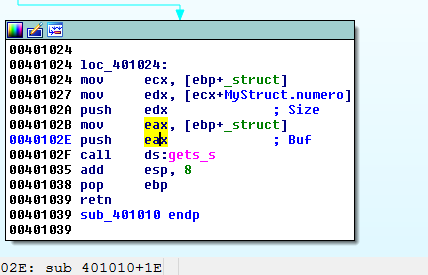 00401024
00401024 loc_401024:
00401024 mov     ecx, [ebp+_struct]
00401027 mov     edx, [ecx+MyStruct.numero]
0040102A push    edx             ; Size
0040102B mov     eax, [ebp+_struct]
0040102E push    eax             ; Buf
0040102F call    ds:gets_s
00401035 add     esp, 8
00401038 pop     ebp
00401039 retn
00401039 sub_401010 endp
00401039
02E: sub 401010+1E